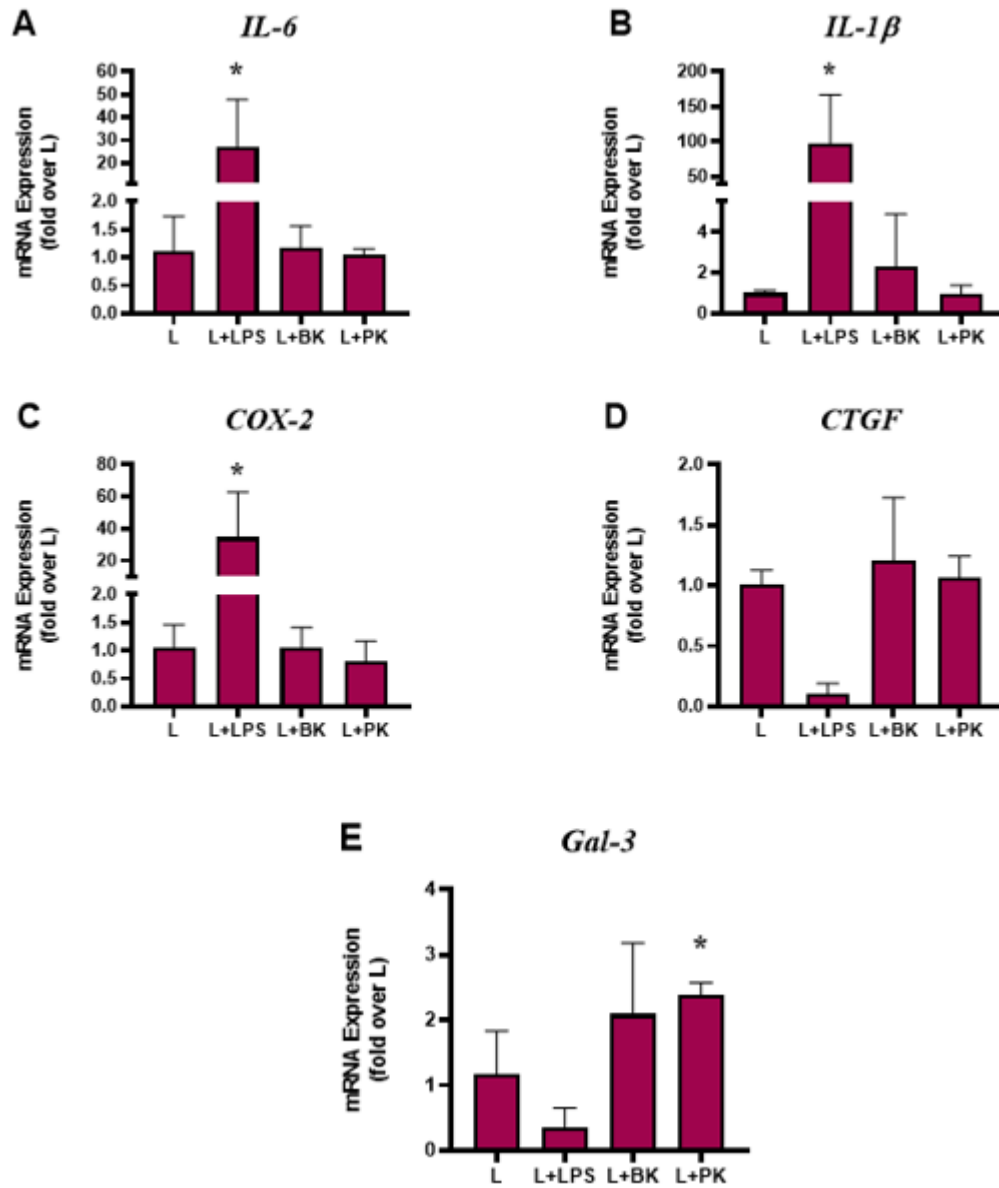 A
IL-6
mRNA Expression
(fold over L)
60
50
40
30
20
2.0
1.5
1.0
0.5
0.0
*
L L+LPS L+BK L+PK
B
IL-1β
mRNA Expression
(fold over L)
200
150
100
50
4
2
0
*
L L+LPS L+BK L+PK
C
COX-2
mRNA Expression
(fold over L)
80
60
40
20
2.0
1.5
1.0
0.5
0.0
*
L L+LPS L+BK L+PK
D
CTGF
mRNA Expression
(fold over L)
2.0
1.5
1.0
0.5
0.0
L L+LPS L+BK L+PK
E
Gal-3
mRNA Expression
(fold over L)
4
3
2
1
0
*
L L+LPS L+BK L+PK